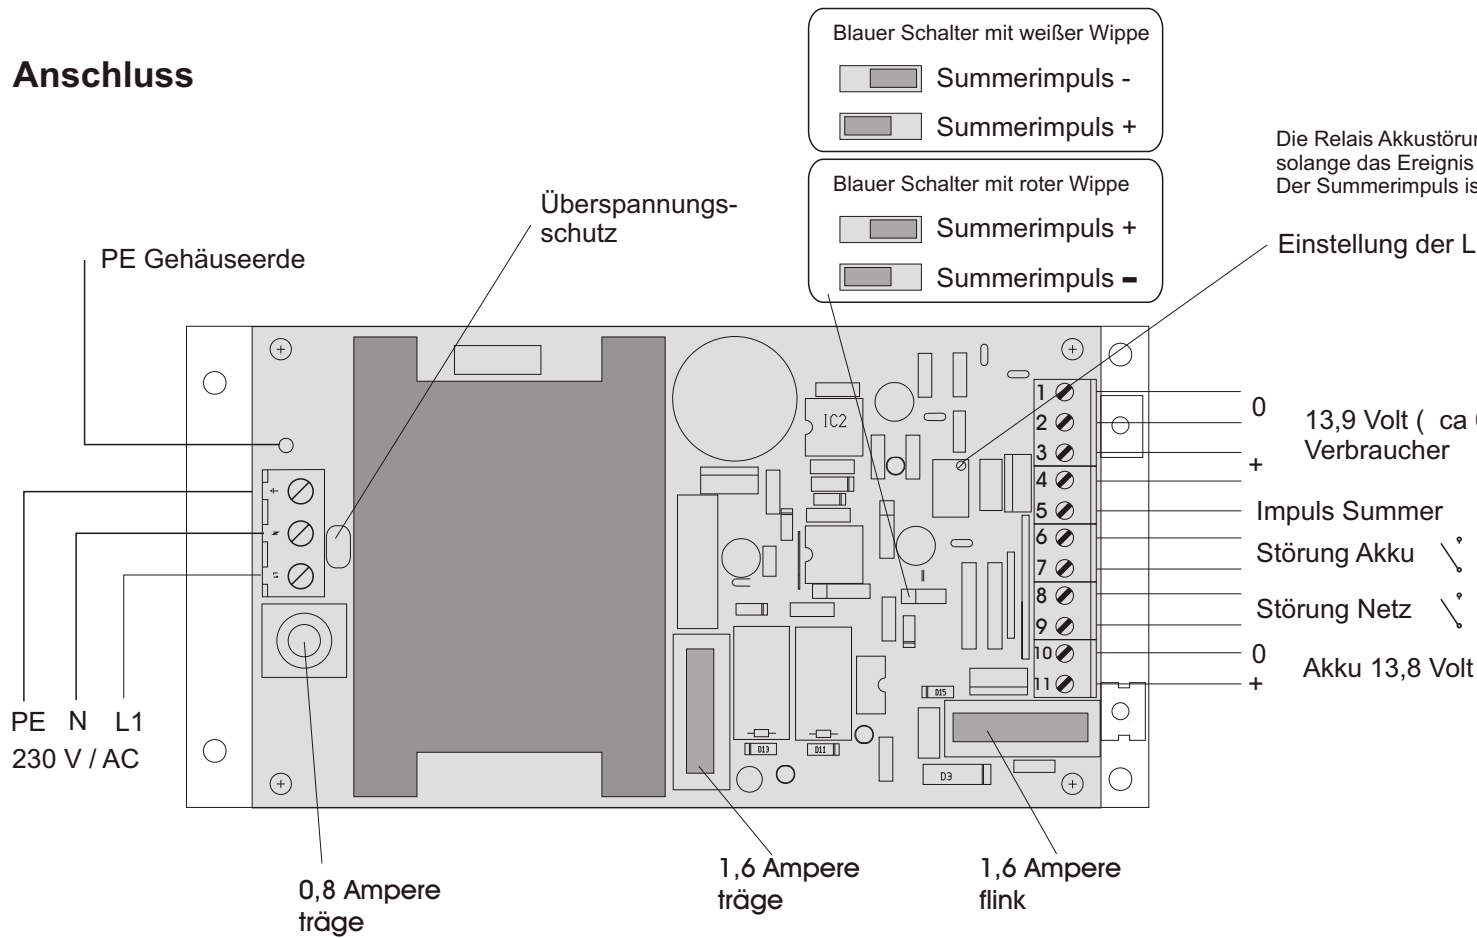 Anschluss
Blauer Schalter mit weißer Wippe
Summerimpuls -
Summerimpuls +
Blauer Schalter mit roter Wippe
Summerimpuls +
Summerimpuls -
Die Relais Akkustörun
solange das Ereignis
Der Summerimpuls is
Einstellung der L
Überspannungs-
schutz
PE Gehäuseerde
IC2
1
2
3
4
5
6
7
8
9
10
11
0
+
13,9 Volt ( ca
Verbraucher
Impuls Summer
Störung Akku
Störung Netz
0
+
Akku 13,8 Volt
N
L1
D15
D13
D11
D3
PE N L1
230 V / AC
0,8 Ampere
träge
1,6 Ampere
träge
1,6 Ampere
flink